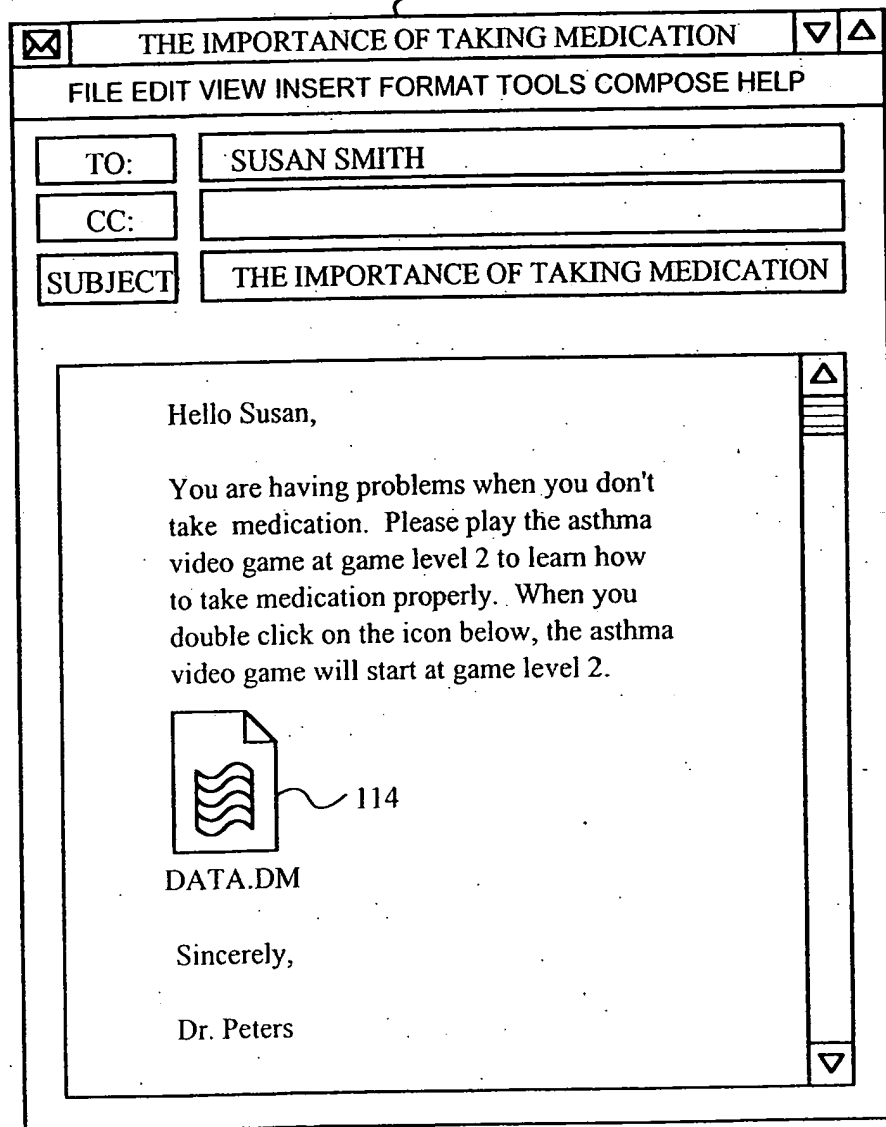 THE IMPORTANCE OF TAKING MEDICATION
FILE EDIT VIEW INSERT FORMAT TOOLS COMPOSE HELP
TO: SUSAN SMITH
CC:
SUBJECT THE IMPORTANCE OF TAKING MEDICATION
Hello Susan,
You are having problems when you don't
take medication. Please play the asthma
video game at game level 2 to learn how
to take medication properly. When you
double click on the icon below, the asthma
video game will start at game level 2.
114
DATA.DM
Sincerely,
Dr. Peters